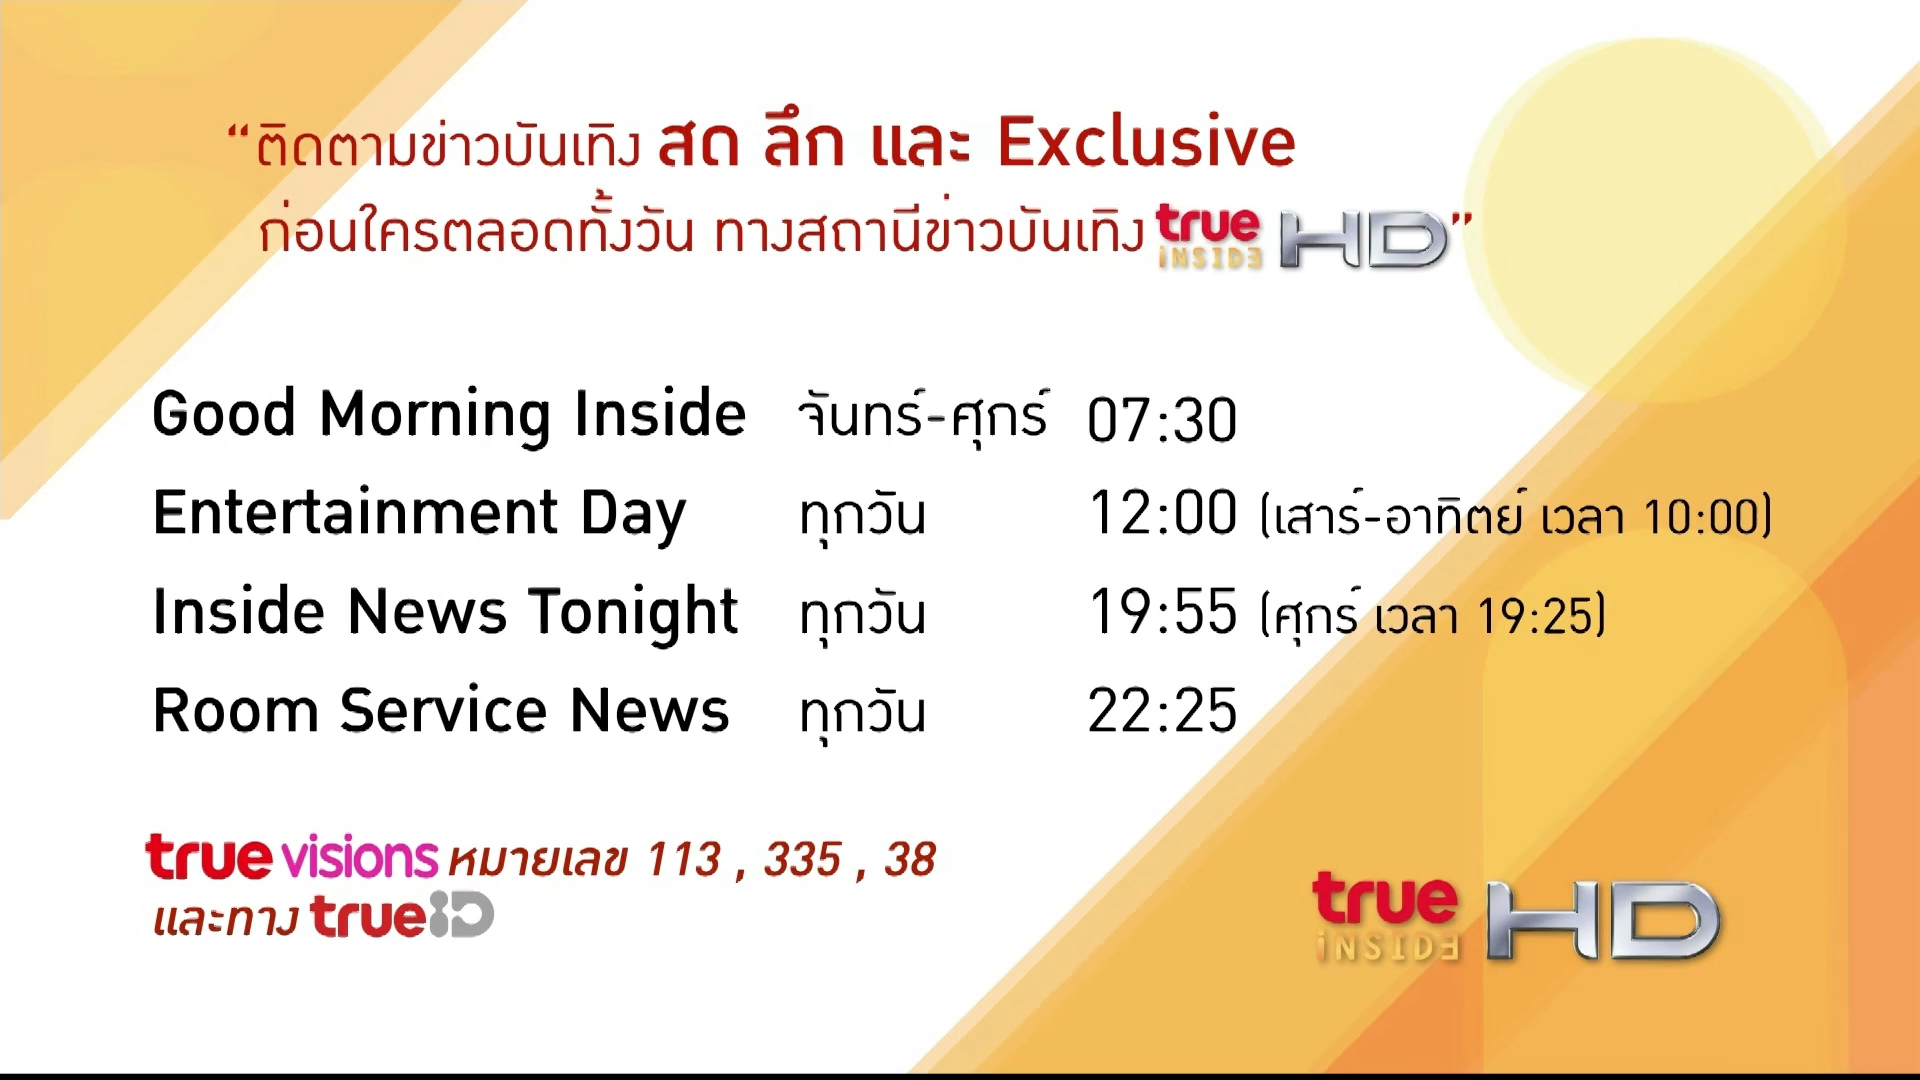 “ติดตามข่าวบันเทิง สด ลึก และ Exclusive
ก่อนใครตลอดทั้งวัน ทางสถานีข่าวบันเทิง true iNSIDE HD”
Good Morning Inside จันทร์-ศุกร์ 07:30
Entertainment Day ทุกวัน 12:00 (เสาร์-อาทิตย์ เวลา 10:00)
Inside News Tonight ทุกวัน 19:55 (ศุกร์ เวลา 19:25)
Room Service News ทุกวัน 22:25
true visions หมายเลข 113 , 335 , 38
และทาง trueiD
true iNSIDE HD